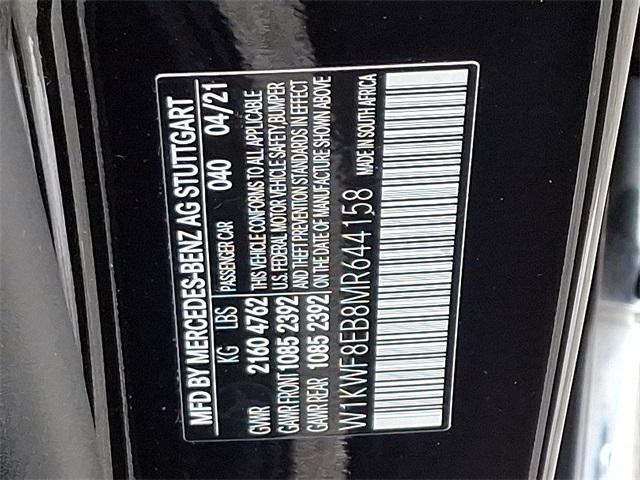 MFD BY MERCEDES-BENZ AG STUTTGART
KG LBS PASSENGER CAR 040 04/21
GVWR 2160 4762 THIS VEHICLE CONFORMS TO ALL APPLICABLE
U.S. FEDERAL MOTOR VEHICLE SAFETY, BUMPER
GAWR FRONT 1085 2392 AND THEFT PREVENTION STANDARDS IN EFFECT
GAWR REAR 1085 2392 ON THE DATE OF MANUFACTURE SHOWN ABOVE
W1KWF8EB8MR644158 MADE IN SOUTH AFRICA